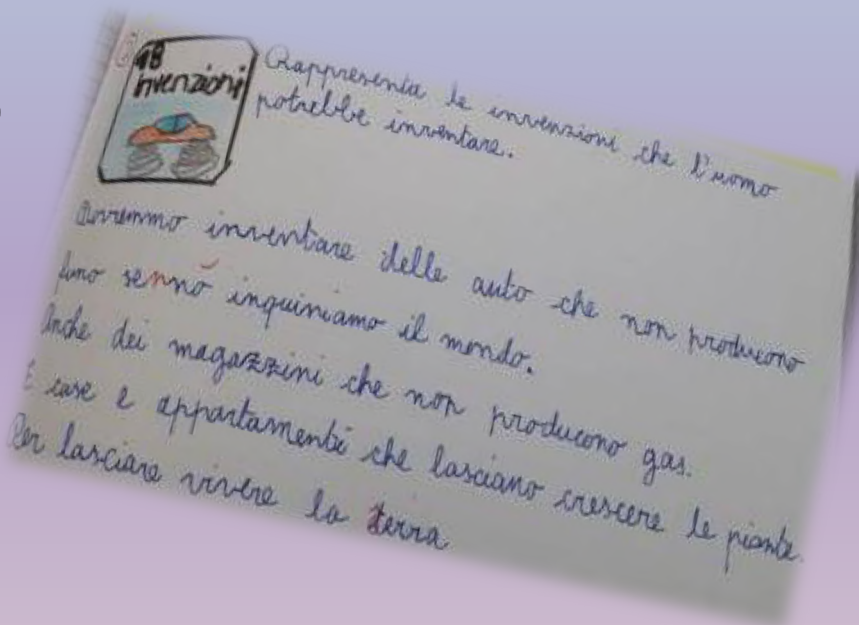 18
invenzioni
Rappresenta le invenzioni che l'uomo
potrebbe inventare.
Dovremmo inventare delle auto che non producono
fumo sennò inquiniamo il mondo.
Anche dei magazzini che non producono gas.
E case e appartamenti che lasciano crescere le piante.
Per lasciare vivere la terra